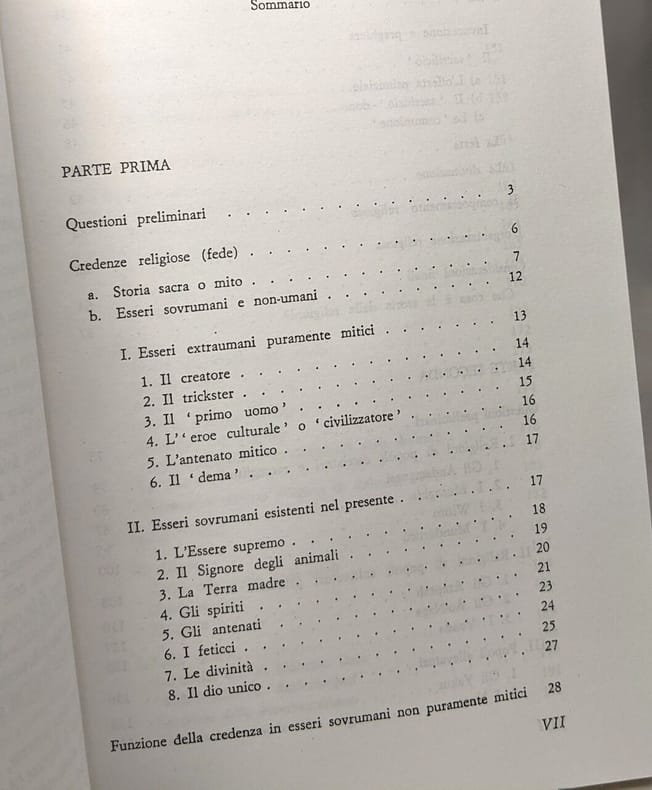 Sommario
PARTE PRIMA
Questioni preliminari . . . . . . . . . . . . 3
Credenze religiose (fede) . . . . . . . . . . . 6
a. Storia sacra o mito . . . . . . . . . . . 7
b. Esseri sovrumani e non-umani . . . . . . . . 12
I. Esseri extraumani puramente mitici . . . . . . 13
1. Il creatore . . . . . . . . . . . 14
2. Il trickster . . . . . . . . . . . 14
3. Il ‘primo uomo’ . . . . . . . . . 15
4. L’‘eroe culturale’ o ‘civilizzatore’ . . . . . 16
5. L’antenato mitico . . . . . . . . . 16
6. Il ‘dema’ . . . . . . . . . . . 17
II. Esseri sovrumani esistenti nel presente . . . . . . 17
1. L’Essere supremo . . . . . . . . . 18
2. Il Signore degli animali . . . . . . . 19
3. La Terra madre . . . . . . . . . 20
4. Gli spiriti . . . . . . . . . . . 21
5. Gli antenati . . . . . . . . . . 23
6. I feticci . . . . . . . . . . . 24
7. Le divinità . . . . . . . . . . 25
8. Il dio unico . . . . . . . . . . 27
Funzione della credenza in esseri sovrumani non puramente mitici 28
VII